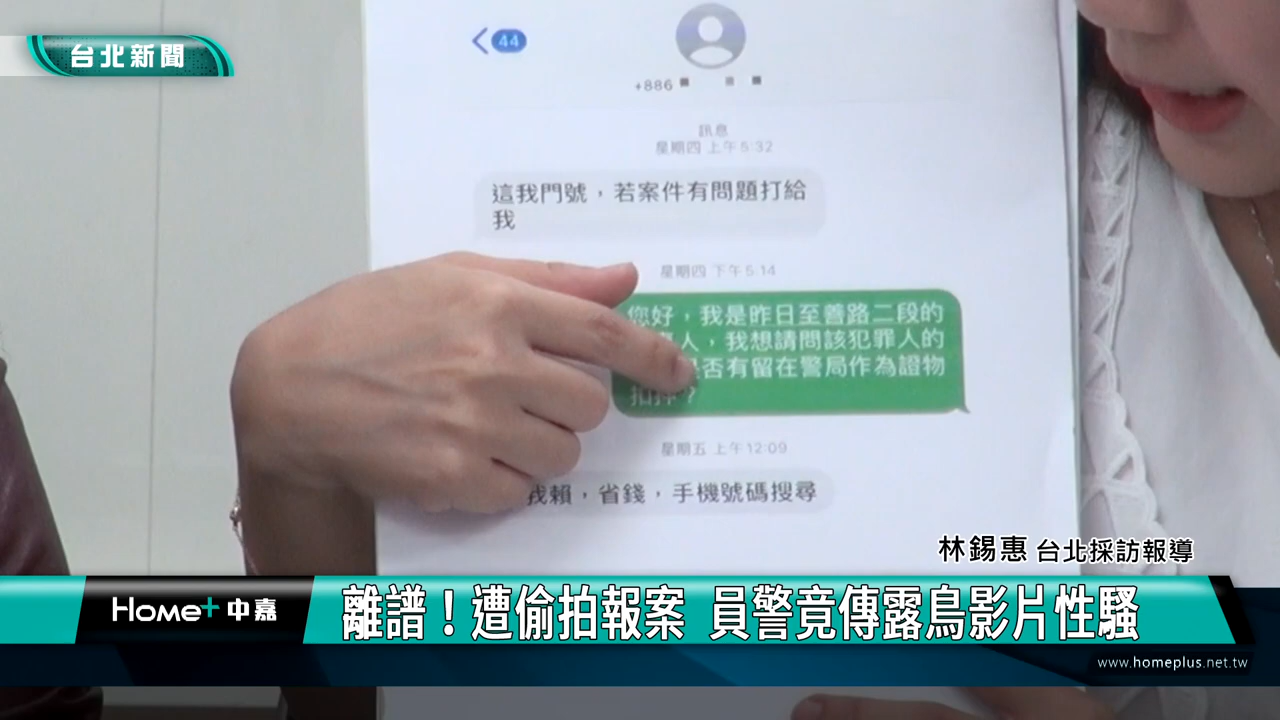 台北新聞
44
+886
訊息
星期四 上午 5:32
這我門號，若案件有問題打給
我
星期四 下午 5:14
您好，我是昨日至善路二段的
人，我想請問該犯罪人的
否有留在警局作為證物
星期五 上午 12:09
我賴，省錢，手機號碼搜尋
林錫惠 台北採訪報導
Home+ 中嘉
離譜！遭偷拍報案 員警竟傳露鳥影片性騷
www.homeplus.net.tw